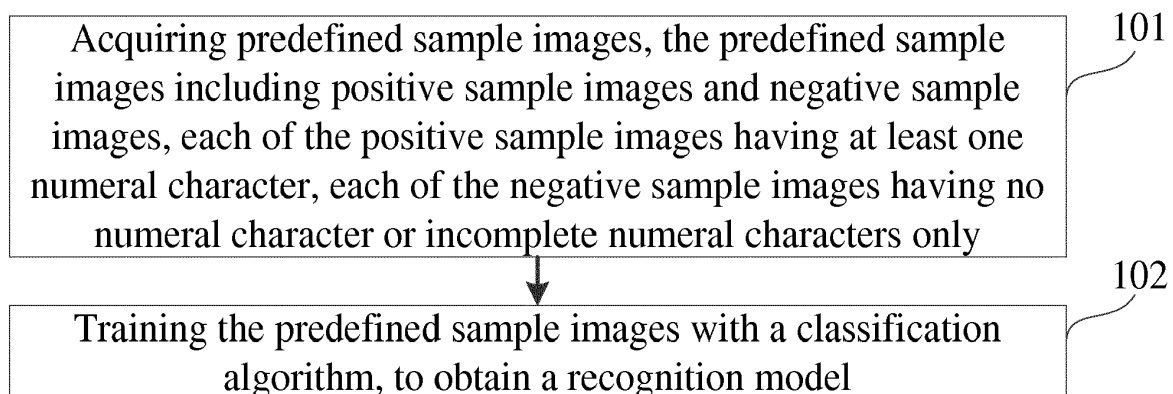 Acquiring predefined sample images, the predefined sample
images including positive sample images and negative sample
images, each of the positive sample images having at least one
numeral character, each of the negative sample images having no
numeral character or incomplete numeral characters only
101
Training the predefined sample images with a classification
algorithm, to obtain a recognition model
102